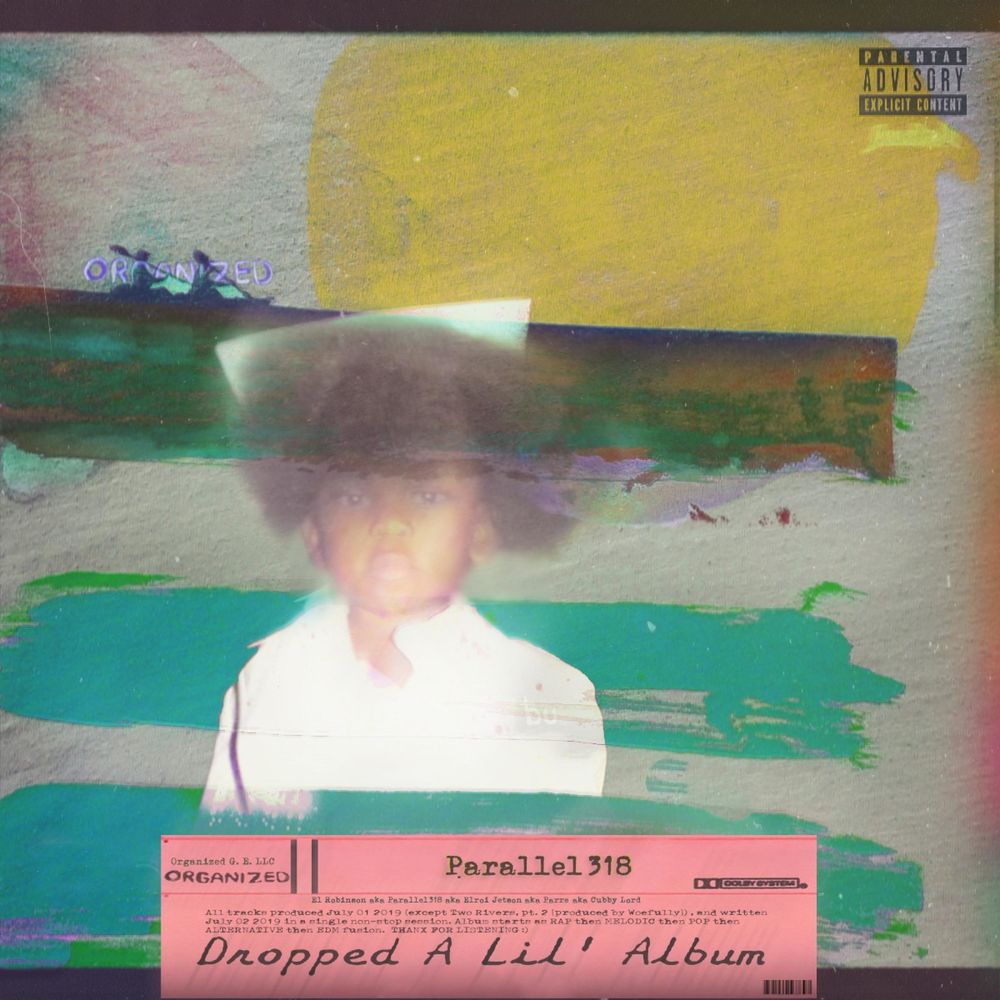 PARENTAL
ADVISORY
EXPLICIT CONTENT
ORGANIZED
bu
Organized G. E. LLC
ORGANIZED
Parallel 318
DOLBY SYSTEM
El Robinson aka Parallel318 aka Elroi Jetson aka Parre aka Cubby Lord
All tracks produced July 01 2019 (except Two Rivers, pt. 2 [produced by Woefully]), and written
July 02 2019 in a single non-stop session. Album starts as RAP then MELODIC then POP then
ALTERNATIVE then EDM fusion. THANX FOR LISTENING :)
Dropped A Lil' Album